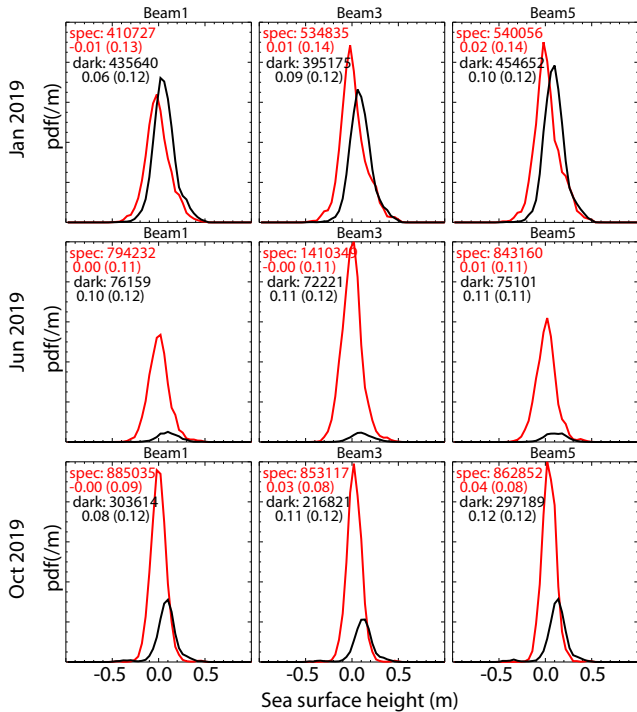 Beam1
Beam3
Beam5
Jan 2019
pdf(/m)
spec: 410727
-0.01 (0.13)
dark: 435640
0.06 (0.12)
spec: 534835
0.01 (0.14)
dark: 395175
0.09 (0.12)
spec: 540056
0.02 (0.14)
dark: 454652
0.10 (0.12)
Beam1
Beam3
Beam5
Jun 2019
pdf(/m)
spec: 794232
0.00 (0.11)
dark: 76159
0.10 (0.12)
spec: 1410349
-0.00 (0.11)
dark: 72221
0.11 (0.12)
spec: 843160
0.01 (0.11)
dark: 75101
0.11 (0.11)
Beam1
Beam3
Beam5
Oct 2019
pdf(/m)
spec: 885035
-0.00 (0.09)
dark: 303614
0.08 (0.12)
spec: 853117
0.03 (0.08)
dark: 216821
0.11 (0.12)
spec: 862852
0.04 (0.08)
dark: 297189
0.12 (0.12)
-0.5 0.0 0.5
-0.5 0.0 0.5
-0.5 0.0 0.5
Sea surface height (m)